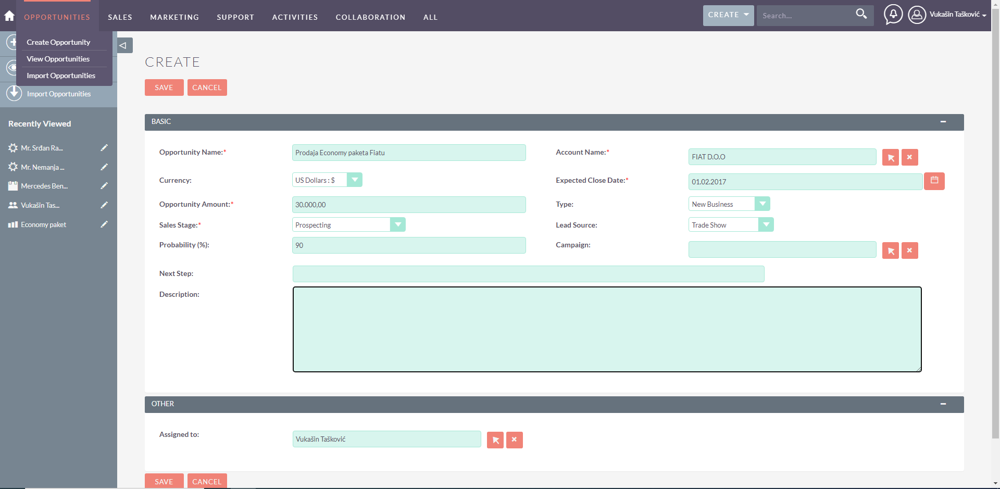 OPPORTUNITIES SALES MARKETING SUPPORT ACTIVITIES COLLABORATION ALL CREATE Search... Vukašin Tašković
Create Opportunity
View Opportunities
Import Opportunities
Import Opportunities
Recently Viewed
Mr. Srđan Ra...
Mr. Nemanja ...
Mercedes Ben...
Vukašin Tas...
Economy paket
CREATE
SAVE CANCEL
BASIC
Opportunity Name:* Prodaja Economy paketa Fiatu Account Name:* FIAT D.O.O
Currency: US Dollars : $ Expected Close Date:* 01.02.2017
Opportunity Amount:* 30.000,00 Type: New Business
Sales Stage:* Prospecting Lead Source: Trade Show
Probability (%): 90 Campaign:
Next Step:
Description:
OTHER
Assigned to: Vukašin Tašković
SAVE CANCEL